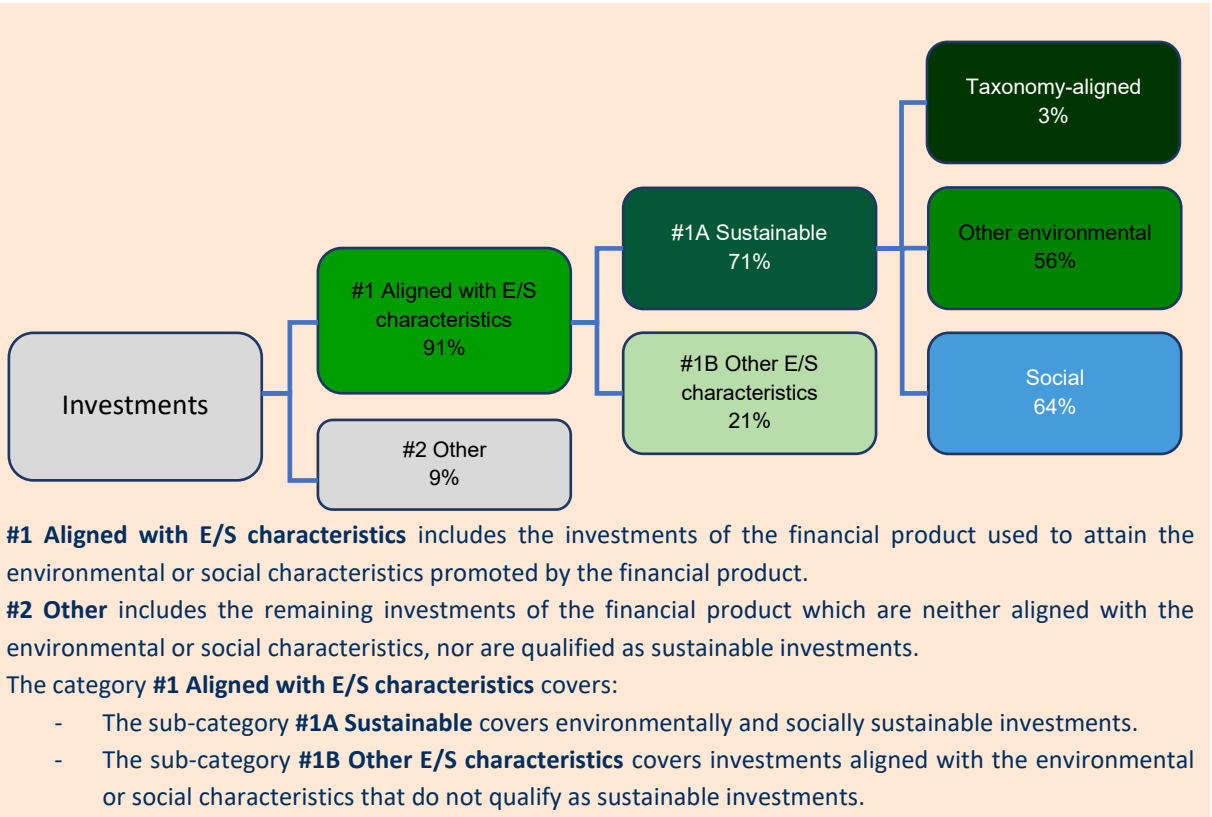 Taxonomy-aligned
3%
#1A Sustainable
71%
Other environmental
56%
#1 Aligned with E/S
characteristics
91%
#1B Other E/S
characteristics
21%
Social
64%
Investments
#2 Other
9%
#1 Aligned with E/S characteristics includes the investments of the financial product used to attain the
environmental or social characteristics promoted by the financial product.
#2 Other includes the remaining investments of the financial product which are neither aligned with the
environmental or social characteristics, nor are qualified as sustainable investments.
The category #1 Aligned with E/S characteristics covers:
- The sub-category #1A Sustainable covers environmentally and socially sustainable investments.
- The sub-category #1B Other E/S characteristics covers investments aligned with the environmental
or social characteristics that do not qualify as sustainable investments.